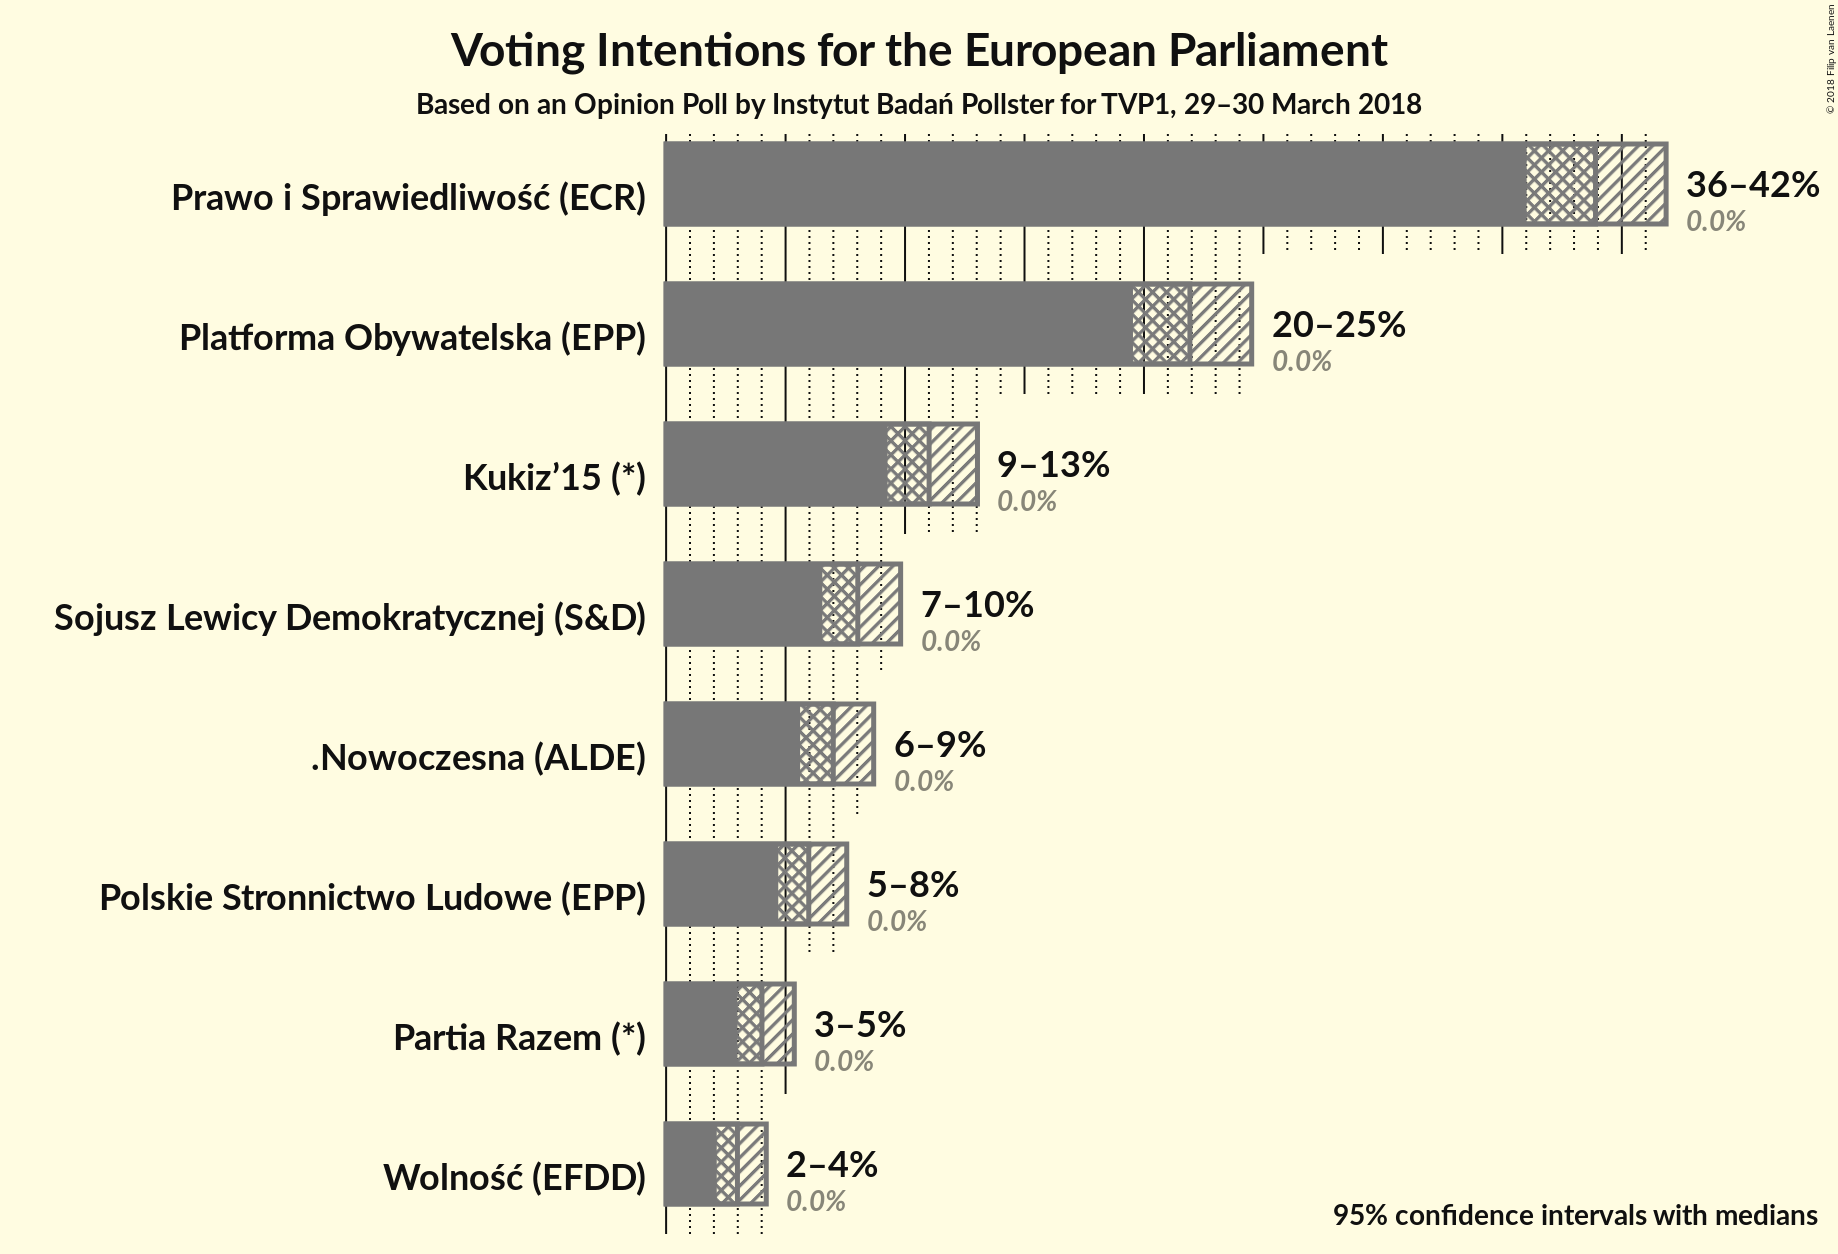 Voting Intentions for the European Parliament
Based on an Opinion Poll by Instytut Badań Pollster for TVP1, 29–30 March 2018
© 2018 Filip van Laenen
Prawo i Sprawiedliwość (ECR)
36–42%
0.0%
Platforma Obywatelska (EPP)
20–25%
0.0%
Kukiz’15 (*)
9–13%
0.0%
Sojusz Lewicy Demokratycznej (S&D)
7–10%
0.0%
.Nowoczesna (ALDE)
6–9%
0.0%
Polskie Stronnictwo Ludowe (EPP)
5–8%
0.0%
Partia Razem (*)
3–5%
0.0%
Wolność (EFDD)
2–4%
0.0%
95% confidence intervals with medians